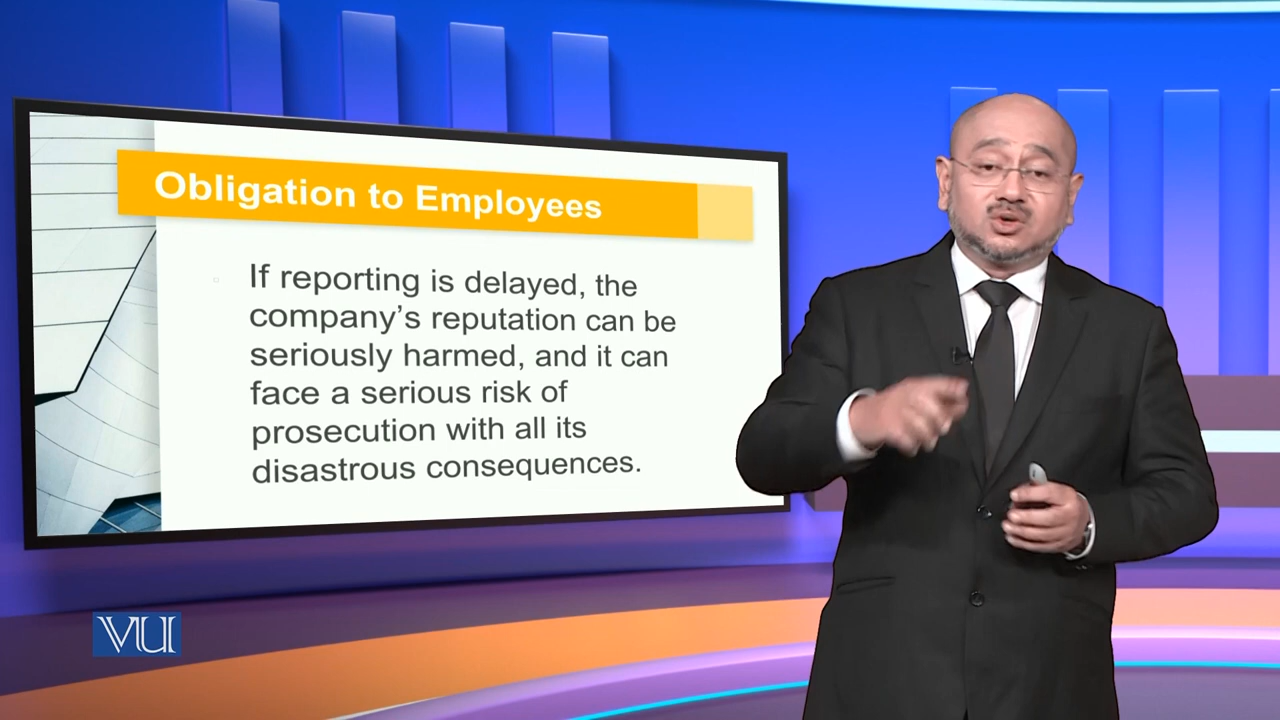 Obligation to Employees
If reporting is delayed, the
company’s reputation can be
seriously harmed, and it can
face a serious risk of
prosecution with all its
disastrous consequences.
VU